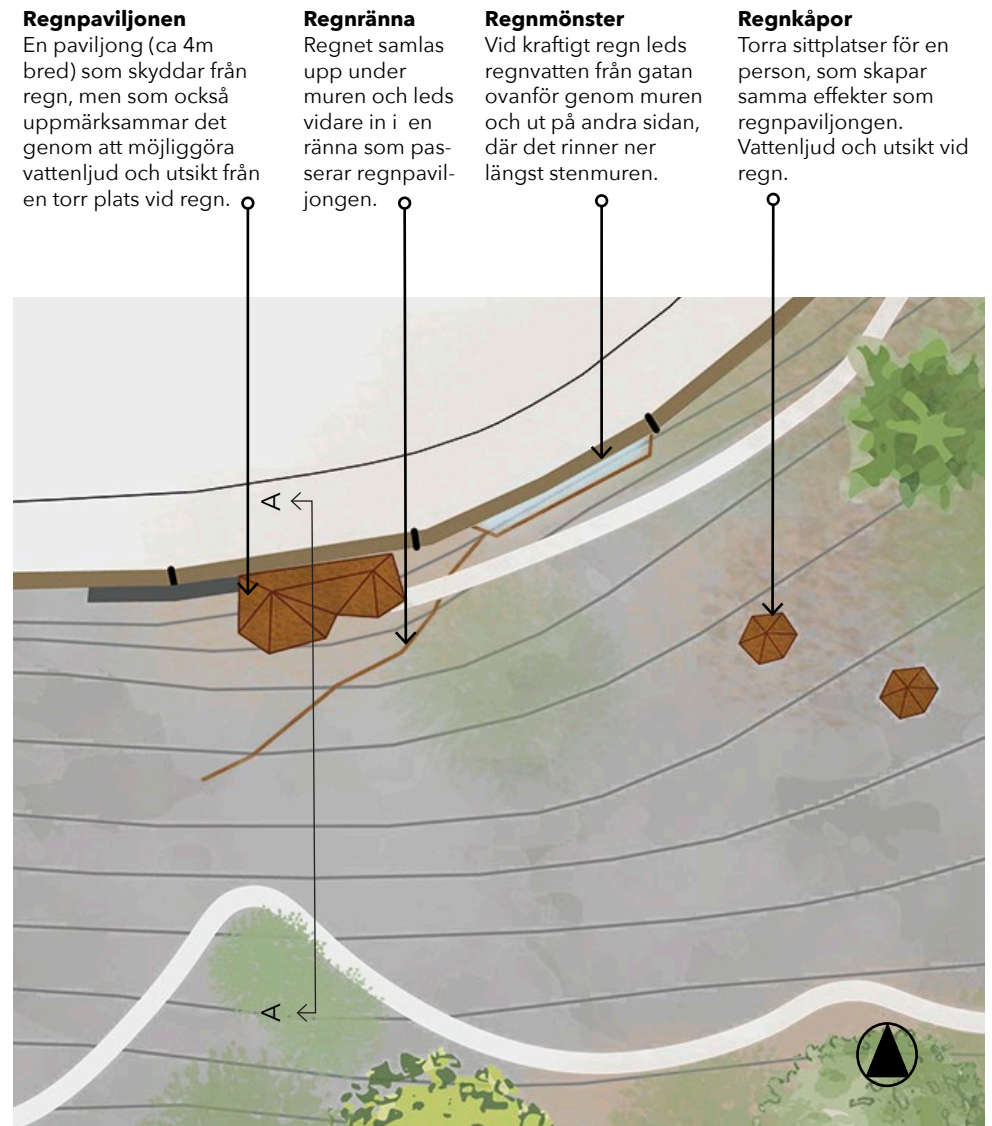 Regnpaviljonen
En paviljong (ca 4m
bred) som skyddar från
regn, men som också
uppmärksammar det
genom att möjliggöra
vattenljud och utsikt från
en torr plats vid regn.
Regnränna
Regnet samlas
upp under
muren och leds
vidare in i  en
ränna som pas-
serar regnpavil-
jongen.
Regnmönster
Vid kraftigt regn leds
regnvatten från gatan
ovanför genom muren
och ut på andra sidan,
där det rinner ner
längst stenmuren.
Regnkåpor
Torra sittplatser för en
person, som skapar
samma effekter som
regnpaviljongen.
Vattenljud och utsikt vid
regn.
A
A